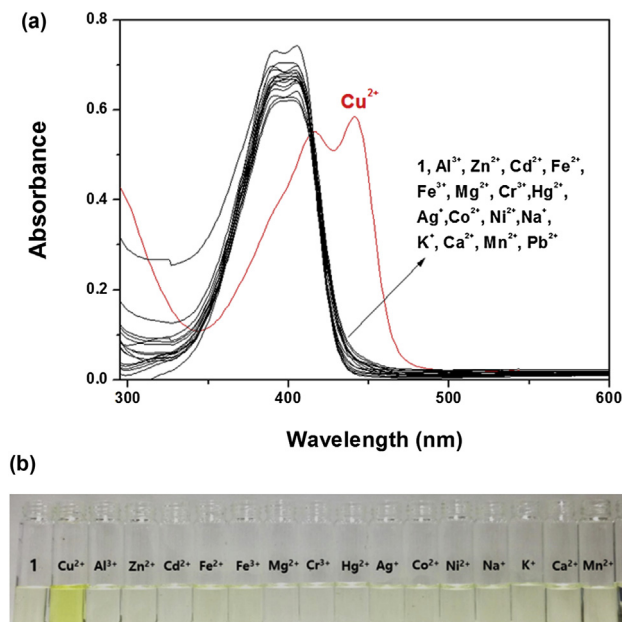 (a)
0.8
0.6
0.4
0.2
0.0
Absorbance
Cu²⁺
1, Al³⁺, Zn²⁺, Cd²⁺, Fe²⁺,
Fe³⁺, Mg²⁺, Cr³⁺,Hg²⁺,
Ag⁺,Co²⁺, Ni²⁺,Na⁺,
K⁺, Ca²⁺, Mn²⁺, Pb²⁺
300 400 500 600
Wavelength (nm)
(b)
1 Cu²⁺ Al³⁺ Zn²⁺ Cd²⁺ Fe²⁺ Fe³⁺ Mg²⁺ Cr³⁺ Hg²⁺ Ag⁺ Co²⁺ Ni²⁺ Na⁺ K⁺ Ca²⁺ Mn²⁺